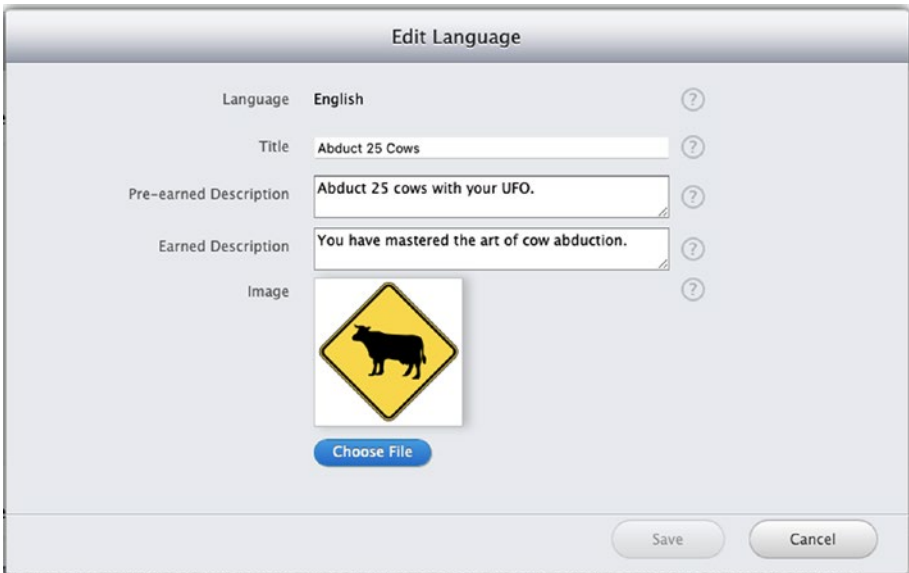 Edit Language
Language English ?
Title Abduct 25 Cows ?
Pre-earned Description Abduct 25 cows with your UFO. ?
Earned Description You have mastered the art of cow abduction. ?
Image ?
Choose File
Save Cancel